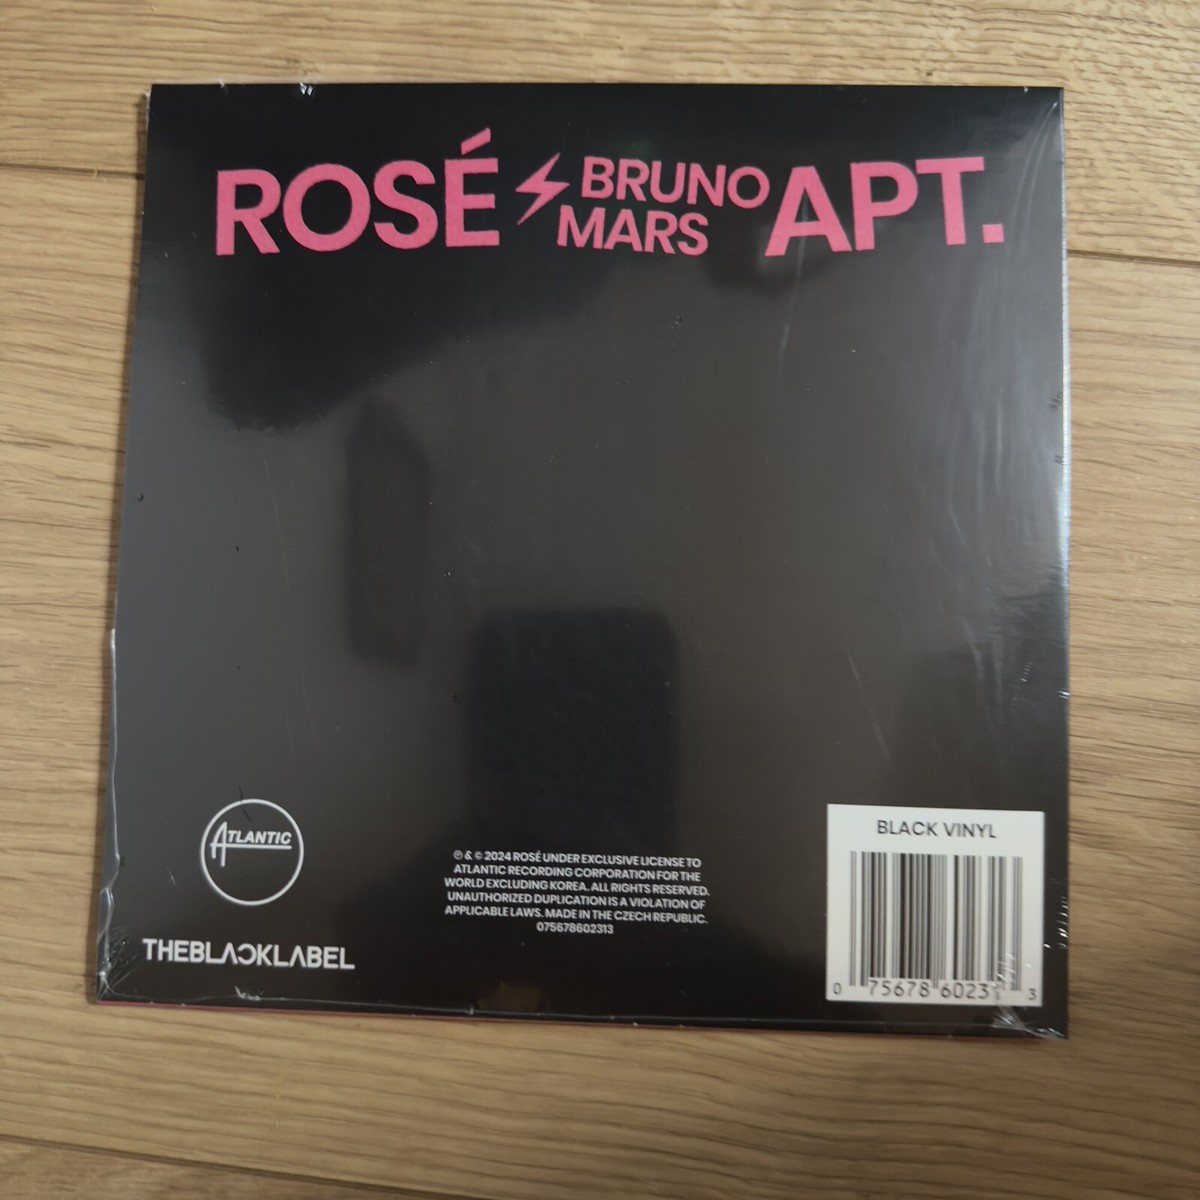 ROSÉ BRUNO MARS APT.
ATLANTIC
THEBLACKLABEL
℗ & © 2024 ROSÉ UNDER EXCLUSIVE LICENSE TO
ATLANTIC RECORDING CORPORATION FOR THE
WORLD EXCLUDING KOREA. ALL RIGHTS RESERVED.
UNAUTHORIZED DUPLICATION IS A VIOLATION OF
APPLICABLE LAWS. MADE IN THE CZECH REPUBLIC.
075678602313
BLACK VINYL
0 75678 6023 3